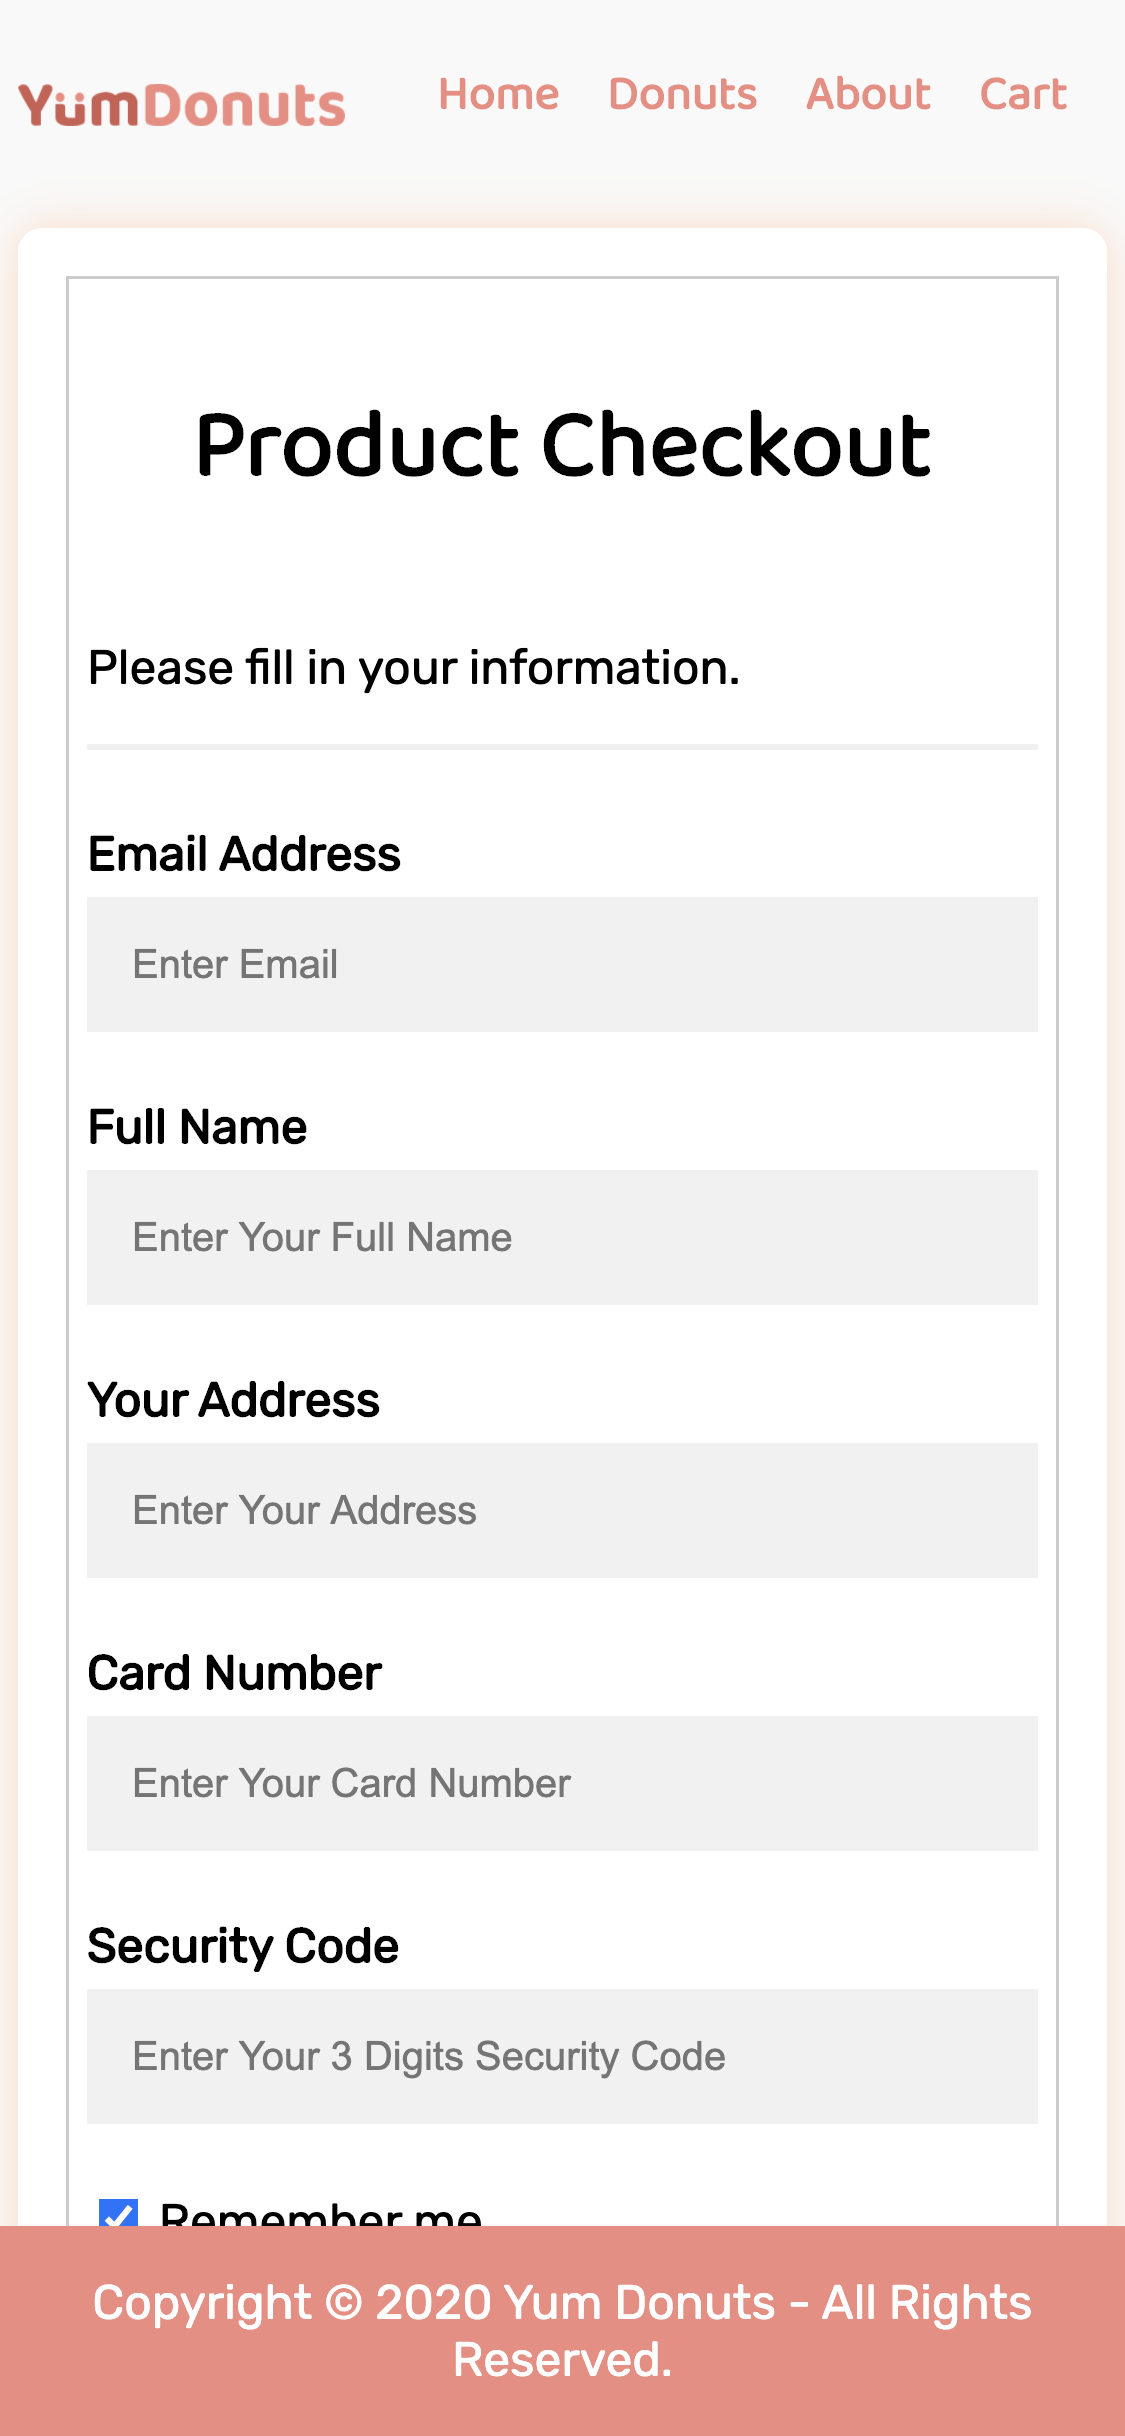 YümDonuts Home Donuts About Cart
Product Checkout
Please fill in your information.
Email Address
Enter Email
Full Name
Enter Your Full Name
Your Address
Enter Your Address
Card Number
Enter Your Card Number
Security Code
Enter Your 3 Digits Security Code
Remember me
Copyright © 2020 Yum Donuts - All Rights
Reserved.